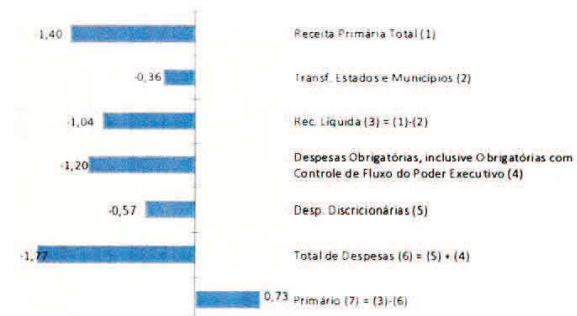 -1,40 Receita Primária Total (1)
-0,36 Transf. Estados e Municípios (2)
-1,04 Rec. Líquida (3) = (1)-(2)
Despesas Obrigatórias, inclusive Obrigatórias com
-1,20 Controle de Fluxo do Poder Executivo (4)
-0,57 Desp. Discricionárias (5)
-1,77 Total de Despesas (6) = (5) + (4)
0,73 Primário (7) = (3)-(6)